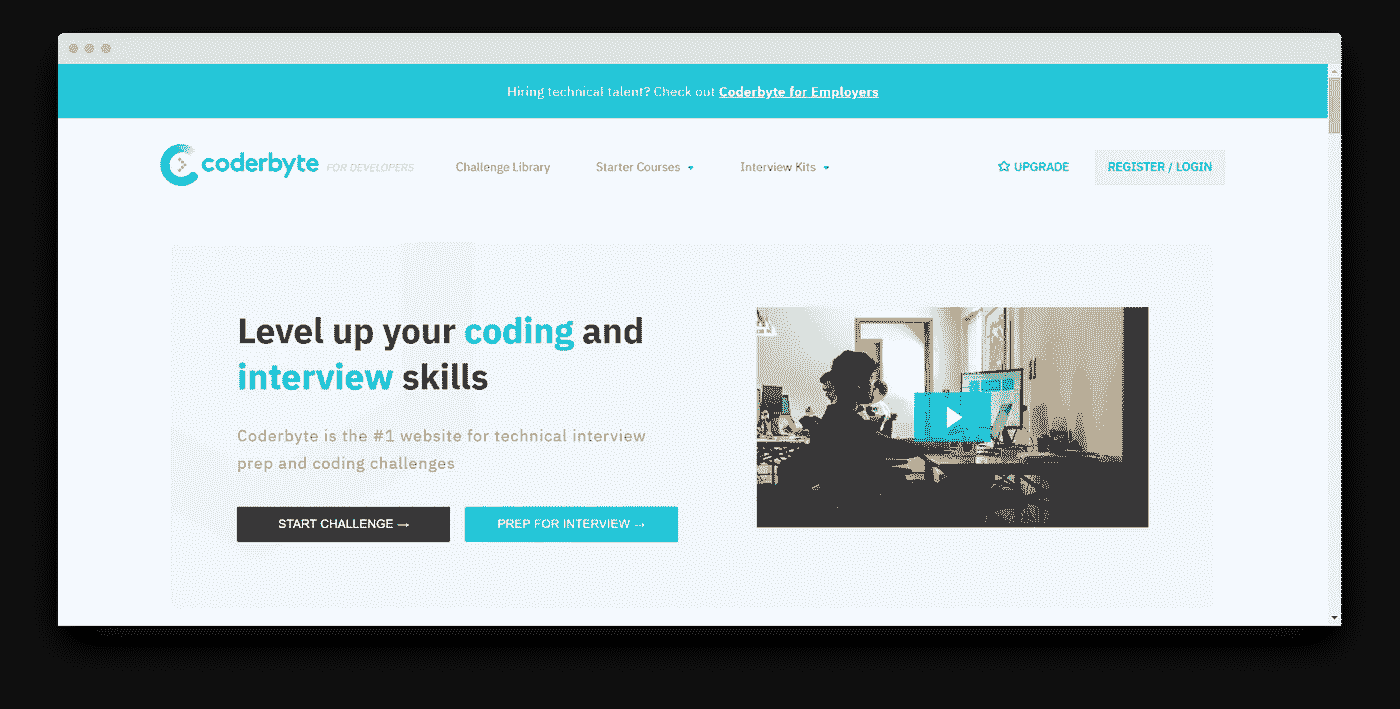 Hiring technical talent? Check out Coderbyte for Employers
coderbyte FOR DEVELOPERS Challenge Library Starter Courses Interview Kits UPGRADE REGISTER / LOGIN
Level up your coding and
interview skills
Coderbyte is the #1 website for technical interview
prep and coding challenges
START CHALLENGE → PREP FOR INTERVIEW →